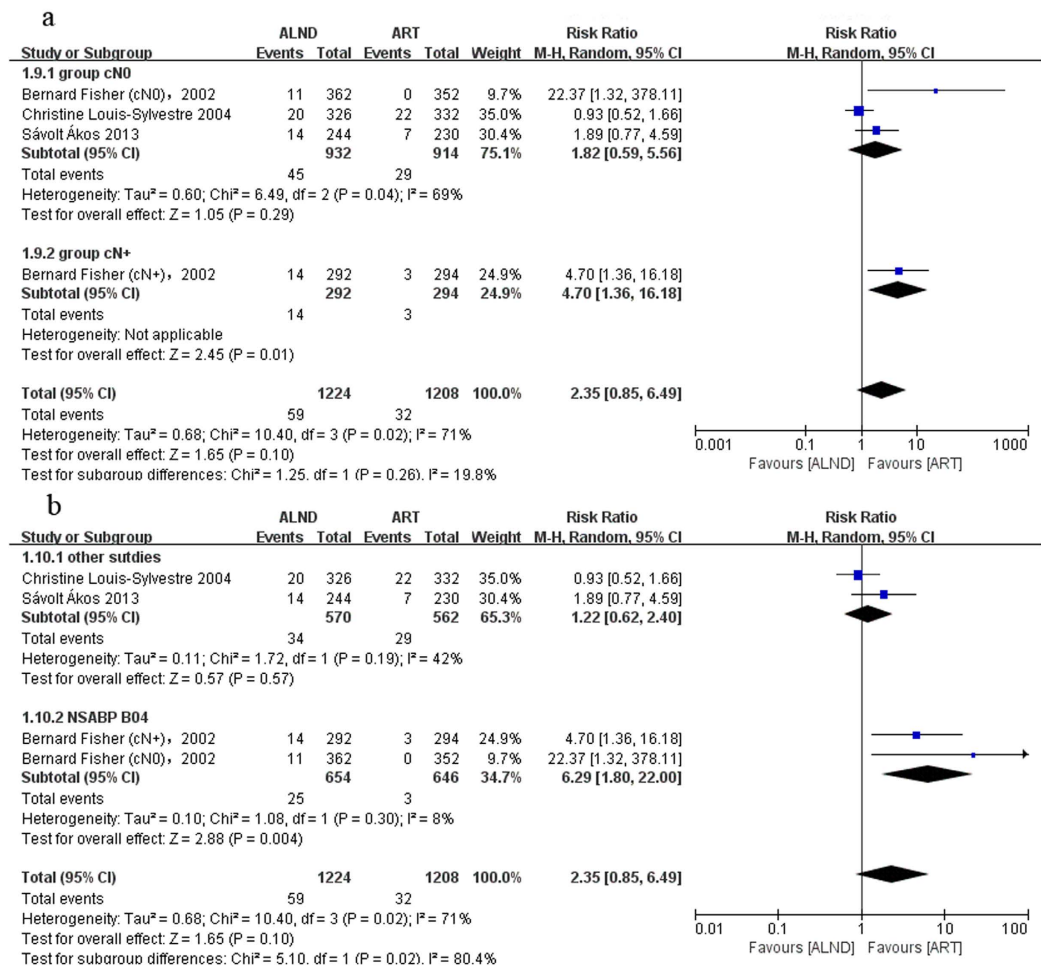 a
ALND ART Risk Ratio Risk Ratio
Study or Subgroup Events Total Events Total Weight M-H, Random, 95% CI M-H, Random, 95% CI
1.9.1 group cN0
Bernard Fisher (cN0), 2002 11 362 0 352 9.7% 22.37 [1.32, 378.11]
Christine Louis-Sylvestre 2004 20 326 22 332 35.0% 0.93 [0.52, 1.66]
Sávolt Ákos 2013 14 244 7 230 30.4% 1.89 [0.77, 4.59]
Subtotal (95% CI) 932 914 75.1% 1.82 [0.59, 5.56]
Total events 45 29
Heterogeneity: Tau² = 0.60; Chi² = 6.49, df = 2 (P = 0.04); I² = 69%
Test for overall effect: Z = 1.05 (P = 0.29)
1.9.2 group cN+
Bernard Fisher (cN+), 2002 14 292 3 294 24.9% 4.70 [1.36, 16.18]
Subtotal (95% CI) 292 294 24.9% 4.70 [1.36, 16.18]
Total events 14 3
Heterogeneity: Not applicable
Test for overall effect: Z = 2.45 (P = 0.01)
Total (95% CI) 1224 1208 100.0% 2.35 [0.85, 6.49]
Total events 59 32
Heterogeneity: Tau² = 0.68; Chi² = 10.40, df = 3 (P = 0.02); I² = 71%
Test for overall effect: Z = 1.65 (P = 0.10)
Test for subgroup differences: Chi² = 1.25, df = 1 (P = 0.26), I² = 19.8%
0.001 0.1 1 10 1000
Favours [ALND] Favours [ART]
b
ALND ART Risk Ratio Risk Ratio
Study or Subgroup Events Total Events Total Weight M-H, Random, 95% CI M-H, Random, 95% CI
1.10.1 other sutdies
Christine Louis-Sylvestre 2004 20 326 22 332 35.0% 0.93 [0.52, 1.66]
Sávolt Ákos 2013 14 244 7 230 30.4% 1.89 [0.77, 4.59]
Subtotal (95% CI) 570 562 65.3% 1.22 [0.62, 2.40]
Total events 34 29
Heterogeneity: Tau² = 0.11; Chi² = 1.72, df = 1 (P = 0.19); I² = 42%
Test for overall effect: Z = 0.57 (P = 0.57)
1.10.2 NSABP B04
Bernard Fisher (cN+), 2002 14 292 3 294 24.9% 4.70 [1.36, 16.18]
Bernard Fisher (cN0), 2002 11 362 0 352 9.7% 22.37 [1.32, 378.11]
Subtotal (95% CI) 654 646 34.7% 6.29 [1.80, 22.00]
Total events 25 3
Heterogeneity: Tau² = 0.10; Chi² = 1.08, df = 1 (P = 0.30); I² = 8%
Test for overall effect: Z = 2.88 (P = 0.004)
Total (95% CI) 1224 1208 100.0% 2.35 [0.85, 6.49]
Total events 59 32
Heterogeneity: Tau² = 0.68; Chi² = 10.40, df = 3 (P = 0.02); I² = 71%
Test for overall effect: Z = 1.65 (P = 0.10)
Test for subgroup differences: Chi² = 5.10, df = 1 (P = 0.02), I² = 80.4%
0.01 0.1 1 10 100
Favours [ALND] Favours [ART]